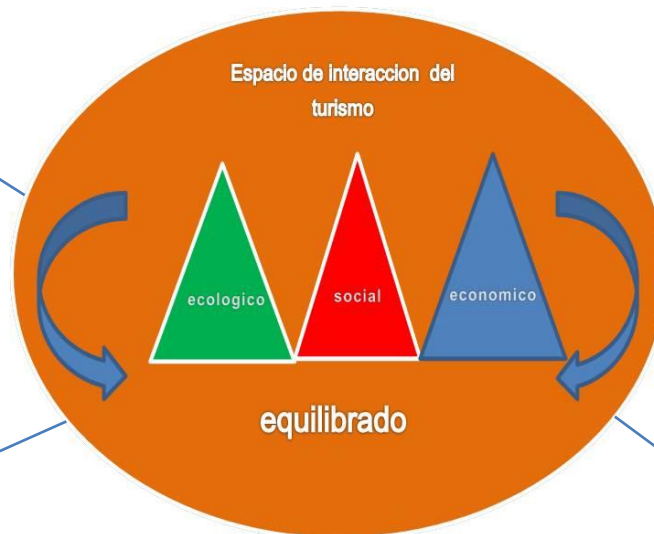 Espacio de interaccion del
turismo
ecologico
social
economico
equilibrado